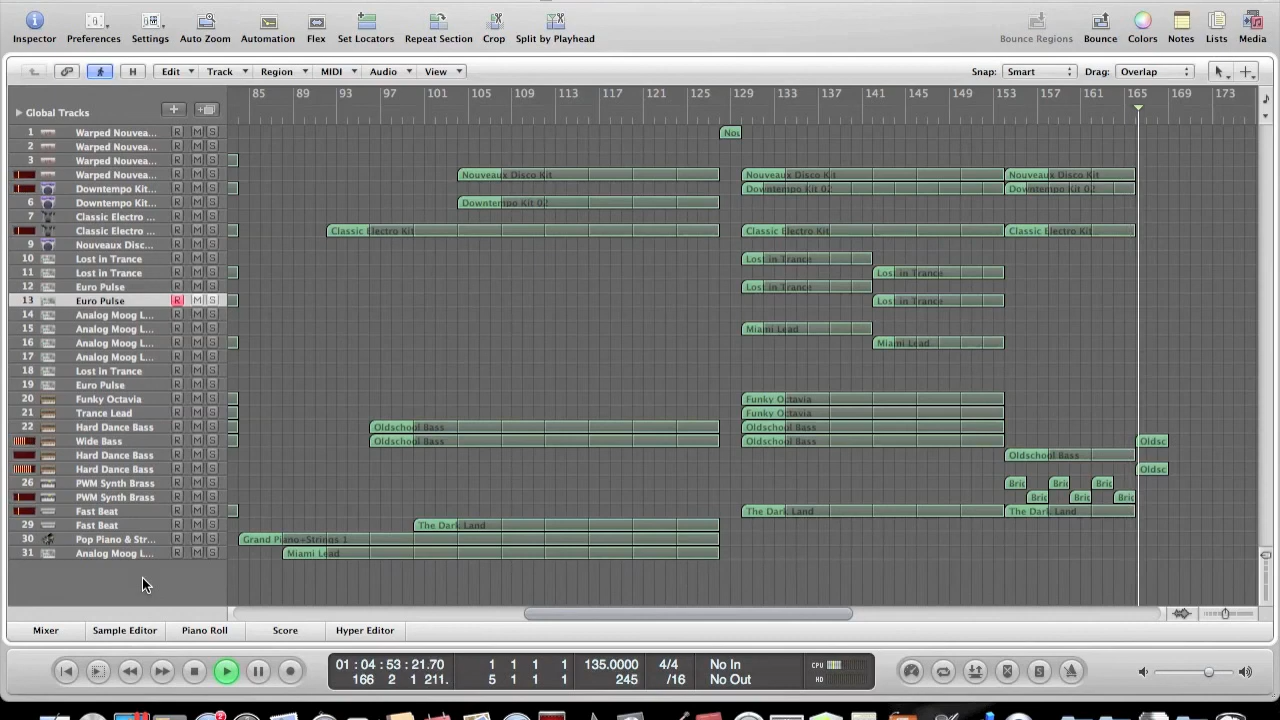 Inspector Preferences Settings Auto Zoom Automation Flex Set Locators Repeat Section Crop Split by Playhead Bounce Regions Bounce Colors Notes Lists Media
H Edit Track Region MIDI Audio View Snap: Smart Drag: Overlap
Global Tracks 85 89 93 97 101 105 109 113 117 121 125 129 133 137 141 145 149 153 157 161 165 169 173
1 Warped Nouvea... R M S Nou
2 Warped Nouvea... R M S
3 Warped Nouvea... R M S
Warped Nouvea... R M S Nouveaux Disco Kit Nouveaux Disco Kit Nouveaux Disco Kit
Downtempo Kit... R M S Downtempo Kit 02 Downtempo Kit 02
6 Downtempo Kit... R M S Downtempo Kit 02
7 Classic Electro ... R M S
Classic Electro ... R M S Classic Electro Kit Classic Electro Kit Classic Electro Kit
9 Nouveaux Disc... R M S
10 Lost in Trance R M S Lost in Trance
11 Lost in Trance R M S Lost in Trance
12 Euro Pulse R M S Lost in Trance
13 Euro Pulse R M S Lost in Trance
14 Analog Moog L... R M S
15 Analog Moog L... R M S Miami Lead
16 Analog Moog L... R M S Miami Lead
17 Analog Moog L... R M S
18 Lost in Trance R M S
19 Euro Pulse R M S
20 Funky Octavia R M S Funky Octavia
21 Trance Lead R M S Funky Octavia
22 Hard Dance Bass R M S Oldschool Bass Oldschool Bass
Wide Bass R M S Oldschool Bass Oldschool Bass Oldsc
Hard Dance Bass R M S Oldschool Bass
Hard Dance Bass R M S Oldsc
26 PWM Synth Brass R M S Bric Bric Bric
PWM Synth Brass R M S Bric Bric Bric
Fast Beat R M S The Dark Land The Dark Land
29 Fast Beat R M S The Dark Land
30 Pop Piano & Str... R M S Grand Piano+Strings 1
31 Analog Moog L... R M S Miami Lead
Mixer Sample Editor Piano Roll Score Hyper Editor
01 : 04 : 53 : 21.70 1 1 1 1 135.0000 4/4 No In CPU
166 2 1 211. 5 1 1 1 245 /16 No Out HD
S